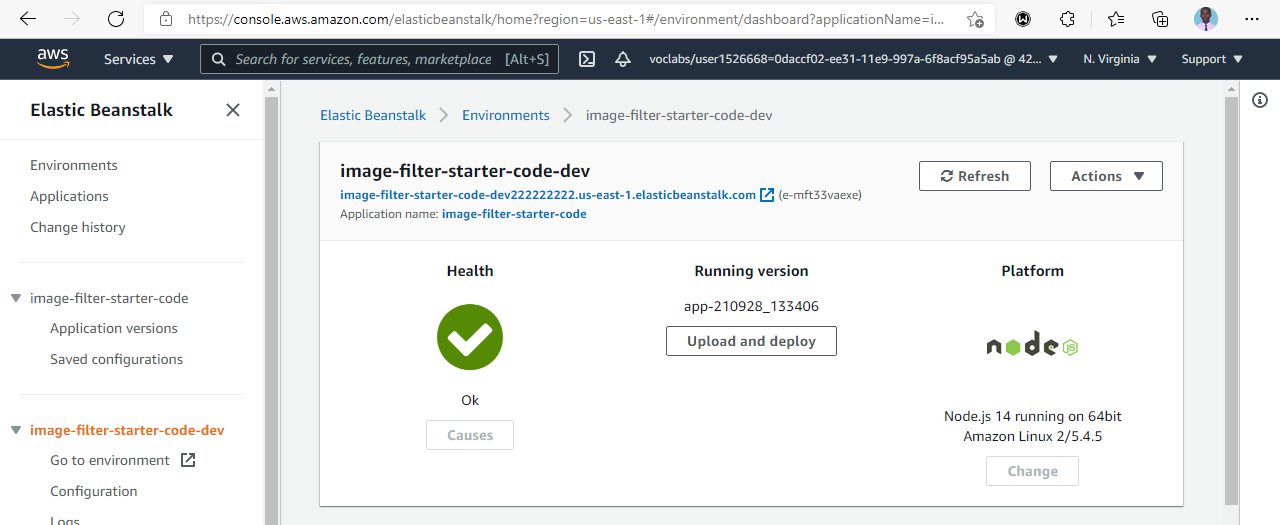 https://console.aws.amazon.com/elasticbeanstalk/home?region=us-east-1#/environment/dashboard?applicationName=i...
aws
Services
Search for services, features, marketplace [Alt+S]
voclabs/user1526668=0daccf02-ee31-11e9-997a-6f8acf95a5ab @ 42...
N. Virginia
Support
Elastic Beanstalk
Environments
Applications
Change history
image-filter-starter-code
Application versions
Saved configurations
image-filter-starter-code-dev
Go to environment
Configuration
Logs
Elastic Beanstalk > Environments > image-filter-starter-code-dev
image-filter-starter-code-dev
Refresh
Actions
image-filter-starter-code-dev222222222.us-east-1.elasticbeanstalk.com (e-mft33vaexe)
Application name: image-filter-starter-code
Health
Ok
Causes
Running version
app-210928_133406
Upload and deploy
Platform
node JS
Node.js 14 running on 64bit
Amazon Linux 2/5.4.5
Change